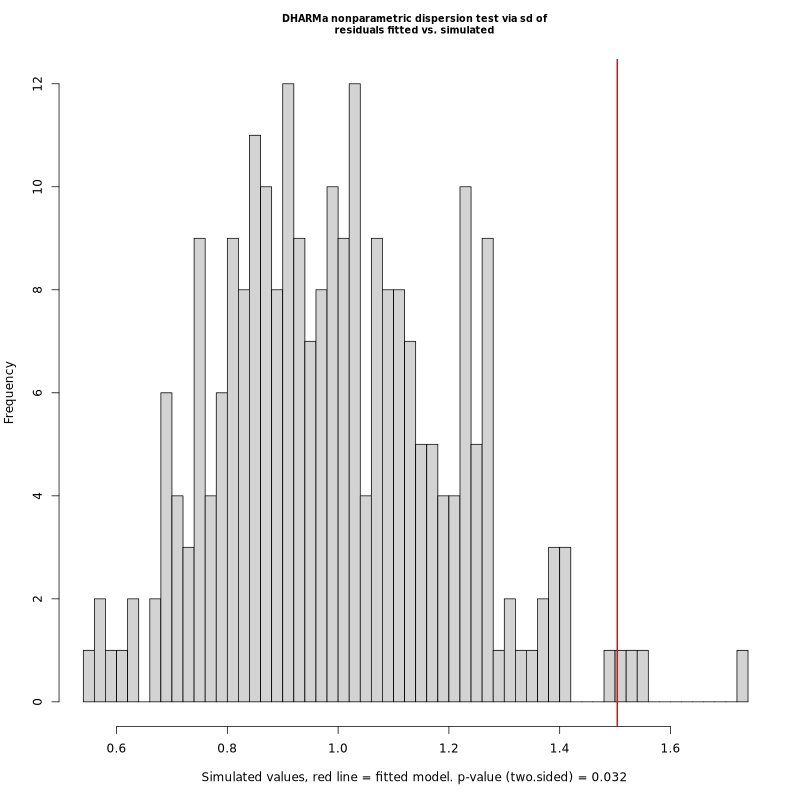 DHARMa nonparametric dispersion test via sd of
residuals fitted vs. simulated
12
10
8
6
4
2
0
Frequency
0.6 0.8 1.0 1.2 1.4 1.6
Simulated values, red line = fitted model. p-value (two.sided) = 0.032